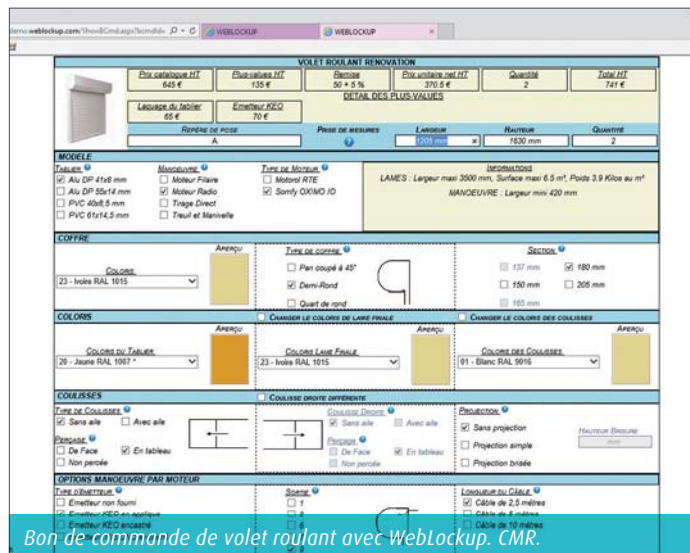 demo.weblockup.com/ShowBCmd.aspx?bcmdId=
WEBLOCKUP
WEBLOCKUP
VOLET ROULANT RENOVATION
Prix catalogue HT Plus-values HT Remise Prix unitaire net HT Quantité Total HT
645 € 135 € 50 + 5 % 370.5 € 2 741 €
DETAIL DES PLUS-VALUES
Laquage du tablier Emetteur KEO
65 € 70 €
REPÈRE DE POSE PRISE DE MESURES LARGEUR HAUTEUR QUANTITÉ
A 1205 mm 1630 mm 2
MODELE
TABLIER MANOEUVRE TYPE DE MOTEUR INFORMATIONS
Alu DP 41x8 mm Moteur Filaire Motorol RTE LAMES : Largeur maxi 3500 mm, Surface maxi 6.5 m², Poids 3.9 Kilos au m²
Alu DP 55x14 mm Moteur Radio Somfy OXIMO IO MANOEUVRE : Largeur mini 420 mm
PVC 40x8,5 mm Tirage Direct
PVC 61x14,5 mm Treuil et Manivelle
COFFRE
APERÇU TYPE DE COFFRE SECTION
COLORIS Pan coupé à 45° 137 mm 180 mm
23 - Ivoire RAL 1015 Demi-Rond 150 mm 205 mm
Quart de rond 165 mm
COLORIS CHANGER LE COLORIS DE LAME FINALE CHANGER LE COLORIS DES COULISSES
APERÇU APERÇU APERÇU
COLORIS DU TABLIER COLORIS LAME FINALE COLORIS DES COULISSES
20 - Jaune RAL 1007 * 23 - Ivoire RAL 1015 01 - Blanc RAL 9016
COULISSES COULISSE DROITE DIFFÉRENTE
TYPE DE COULISSES COULISSE DROITE PROJECTION
Sans aile Avec aile Sans aile Avec aile Sans projection HAUTEUR BRISURE
PERÇAGE Perçage Projection simple mm
De Face En tableau De Face En tableau Projection brisée
Non percée Non percée
OPTIONS MANOEUVRE PAR MOTEUR
TYPE D'ÉMETTEUR SORTIE LONGUEUR DU CÂBLE
Emetteur non fourni 1 Câble de 2,5 mètres
Emetteur KEO en applique 2 Câble de 5 mètres
Emetteur KEO encastré Câble de 10 mètres
Bon de commande de volet roulant avec WebLockup. CMR.